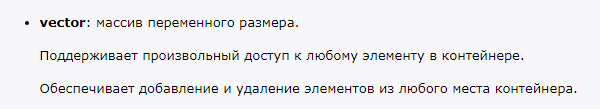 • vector: массив переменного размера.
Поддерживает произвольный доступ к любому элементу в контейнере.
Обеспечивает добавление и удаление элементов из любого места контейнера.